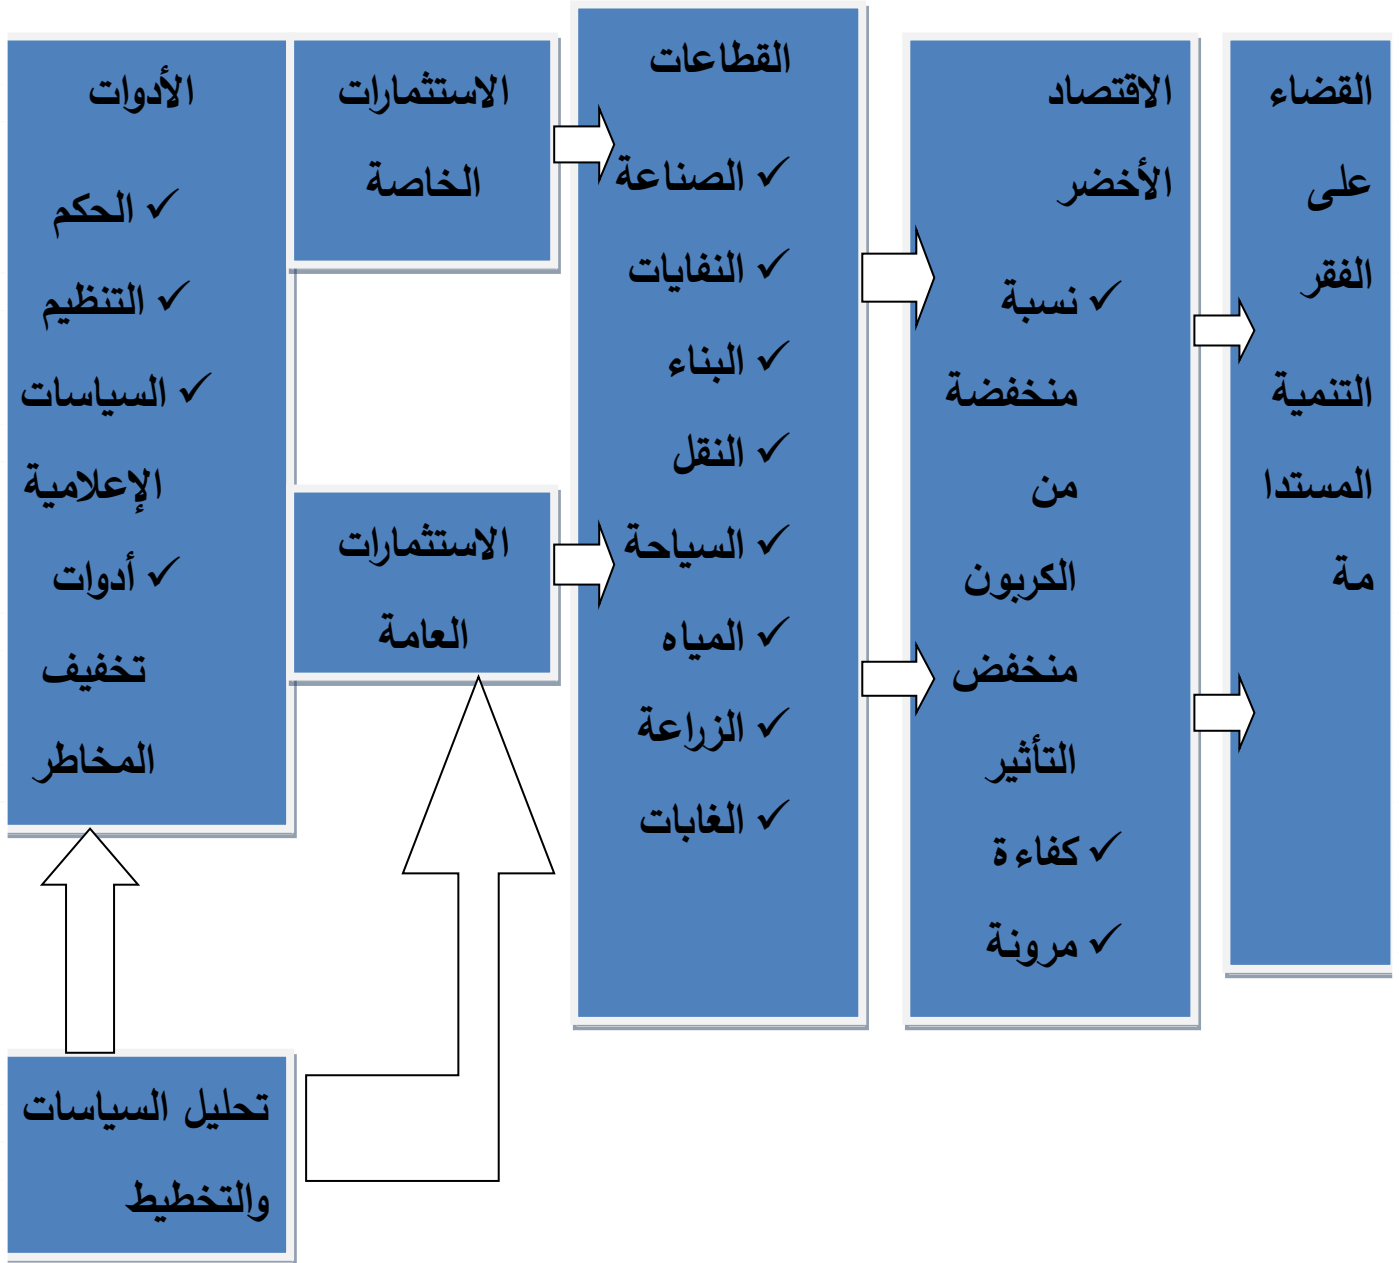 الأدوات
✓ الحكم
✓ التنظيم
✓ السياسات
الإعلامية
✓ أدوات
تخفيف
المخاطر
الاستثمارات
الخاصة
الاستثمارات
العامة
القطاعات
✓ الصناعة
✓ النفايات
✓ البناء
✓ النقل
✓ السياحة
✓ المياه
✓ الزراعة
✓ الغابات
الاقتصاد
الأخضر
✓ نسبة
منخفضة
من
الكربون
منخفض
التأثير
✓ كفاءة
✓ مرونة
القضاء
على
الفقر
التنمية
المستدا
مة
تحليل السياسات
والتخطيط